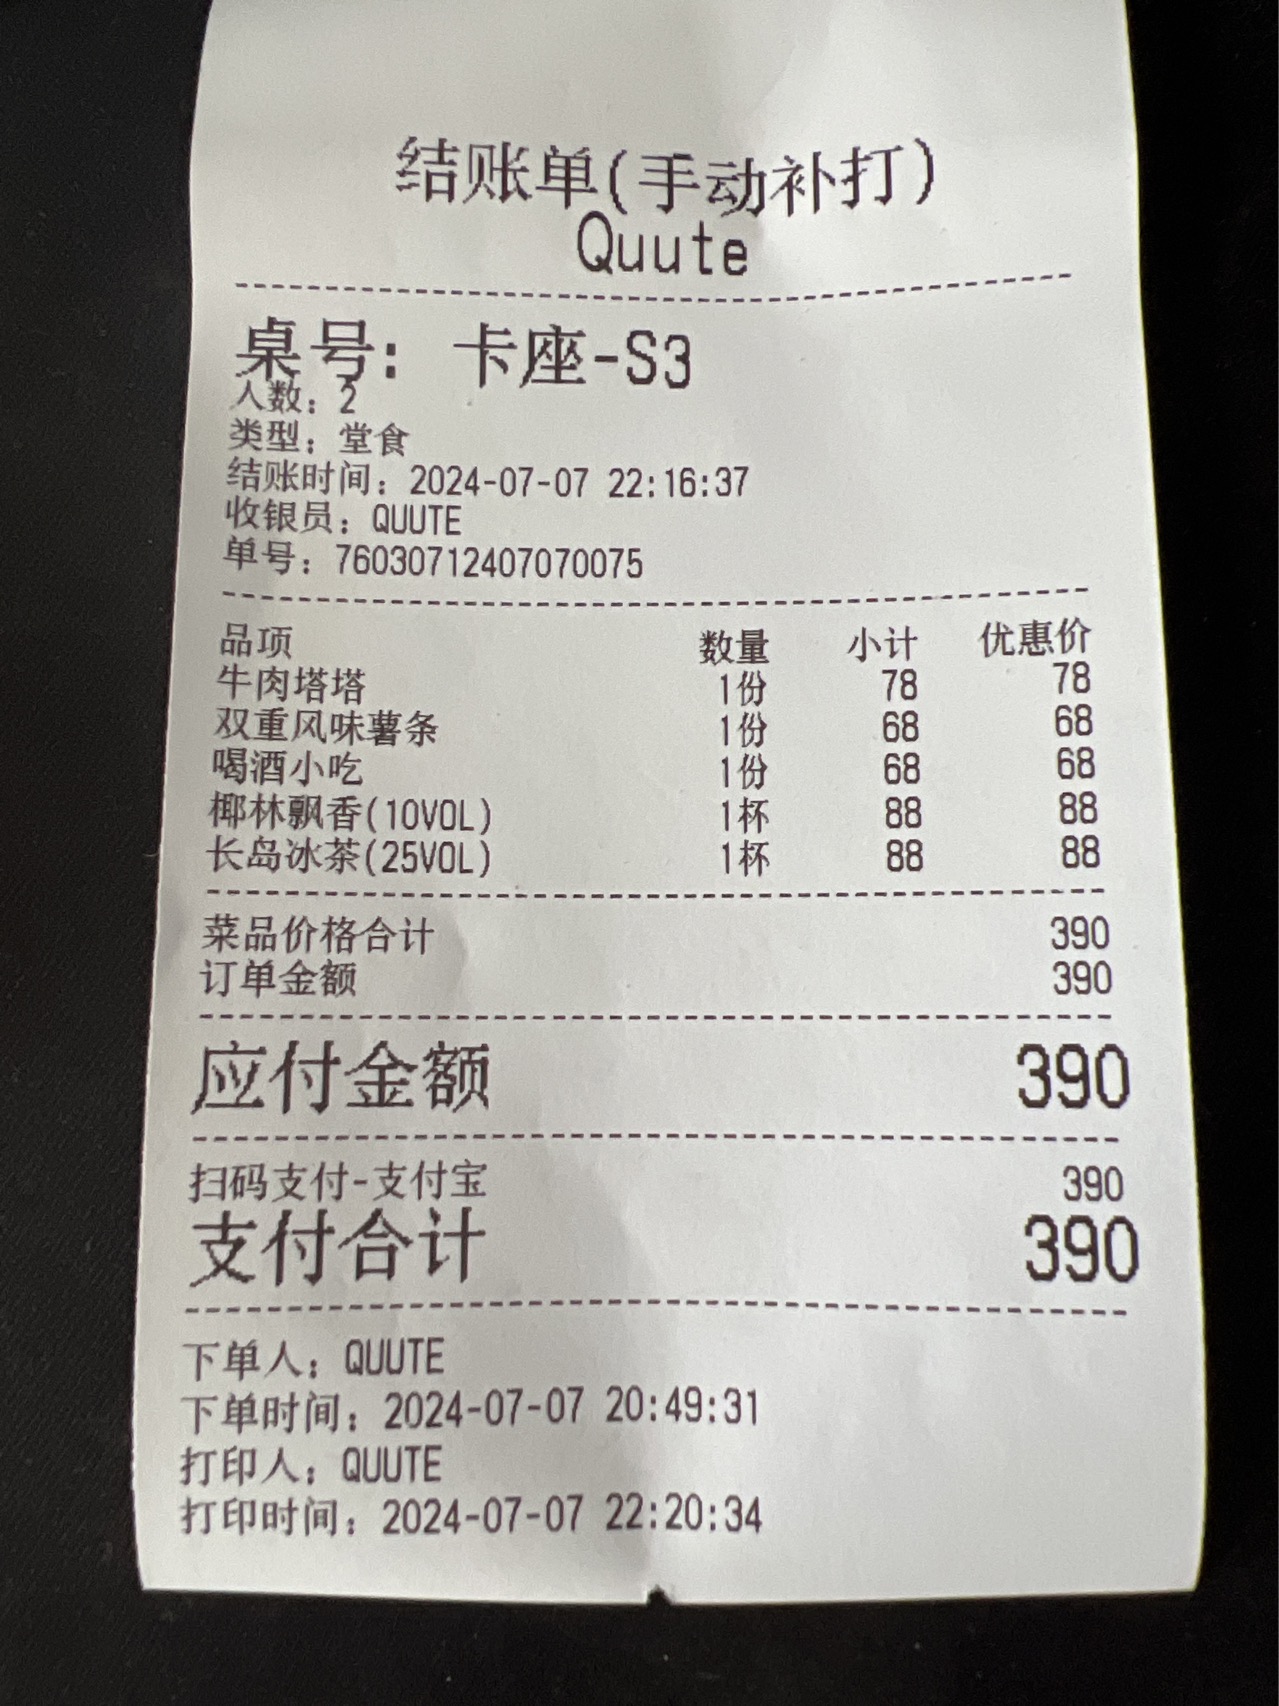 结账单(手动补打)
Quute
桌号: 卡座-S3
人数: 2
类型: 堂食
结账时间: 2024-07-07 22:16:37
收银员: QUUTE
单号: 76030712407070075
品项 数量 小计 优惠价
牛肉塔塔 1份 78 78
双重风味薯条 1份 68 68
喝酒小吃 1份 68 68
椰林飘香(10VOL) 1杯 88 88
长岛冰茶(25VOL) 1杯 88 88
菜品价格合计 390
订单金额 390
应付金额 390
扫码支付-支付宝 390
支付合计 390
下单人: QUUTE
下单时间: 2024-07-07 20:49:31
打印人: QUUTE
打印时间: 2024-07-07 22:20:34